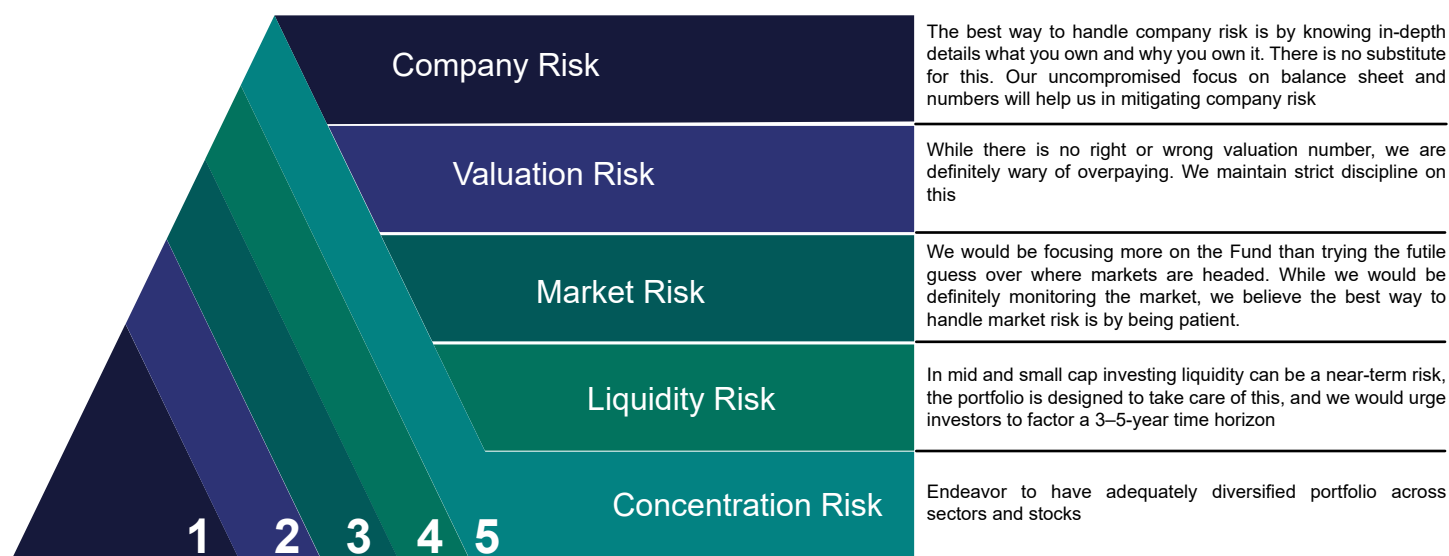 Company Risk
The best way to handle company risk is by knowing in-depth
details what you own and why you own it. There is no substitute
for this. Our uncompromised focus on balance sheet and
numbers will help us in mitigating company risk
Valuation Risk
While there is no right or wrong valuation number, we are
definitely wary of overpaying. We maintain strict discipline on
this
Market Risk
We would be focusing more on the Fund than trying the futile
guess over where markets are headed. While we would be
definitely monitoring the market, we believe the best way to
handle market risk is by being patient.
Liquidity Risk
In mid and small cap investing liquidity can be a near-term risk,
the portfolio is designed to take care of this, and we would urge
investors to factor a 3–5-year time horizon
Concentration Risk
Endeavor to have adequately diversified portfolio across
sectors and stocks
1 2 3 4 5